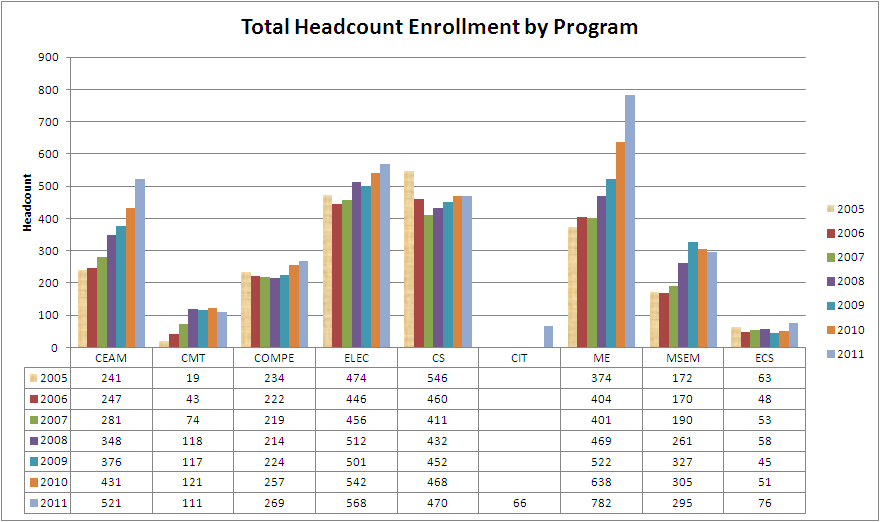 Total Headcount Enrollment by Program
900
800
700
600
500
400
300
200
100
0
Headcount
2005
2006
2007
2008
2009
2010
2011
CEAM CMT COMPE ELEC CS CIT ME MSEM ECS
2005 241 19 234 474 546 374 172 63
2006 247 43 222 446 460 404 170 48
2007 281 74 219 456 411 401 190 53
2008 348 118 214 512 432 469 261 58
2009 376 117 224 501 452 522 327 45
2010 431 121 257 542 468 638 305 51
2011 521 111 269 568 470 66 782 295 76